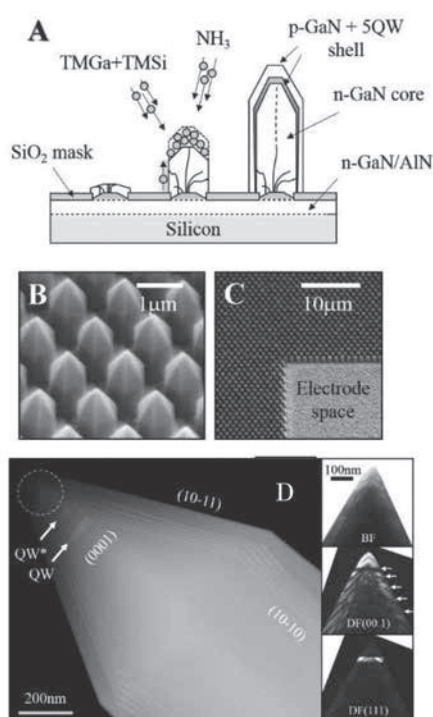 A
TMGa+TMSi
NH3
p-GaN + 5QW
shell
n-GaN core
SiO2 mask
n-GaN/AlN
Silicon
B
1μm
C
10μm
Electrode
space
D
(10-11)
QW*
QW
(0001)
(10-10)
200nm
100nm
BF
DF(00.1)
DF(111)